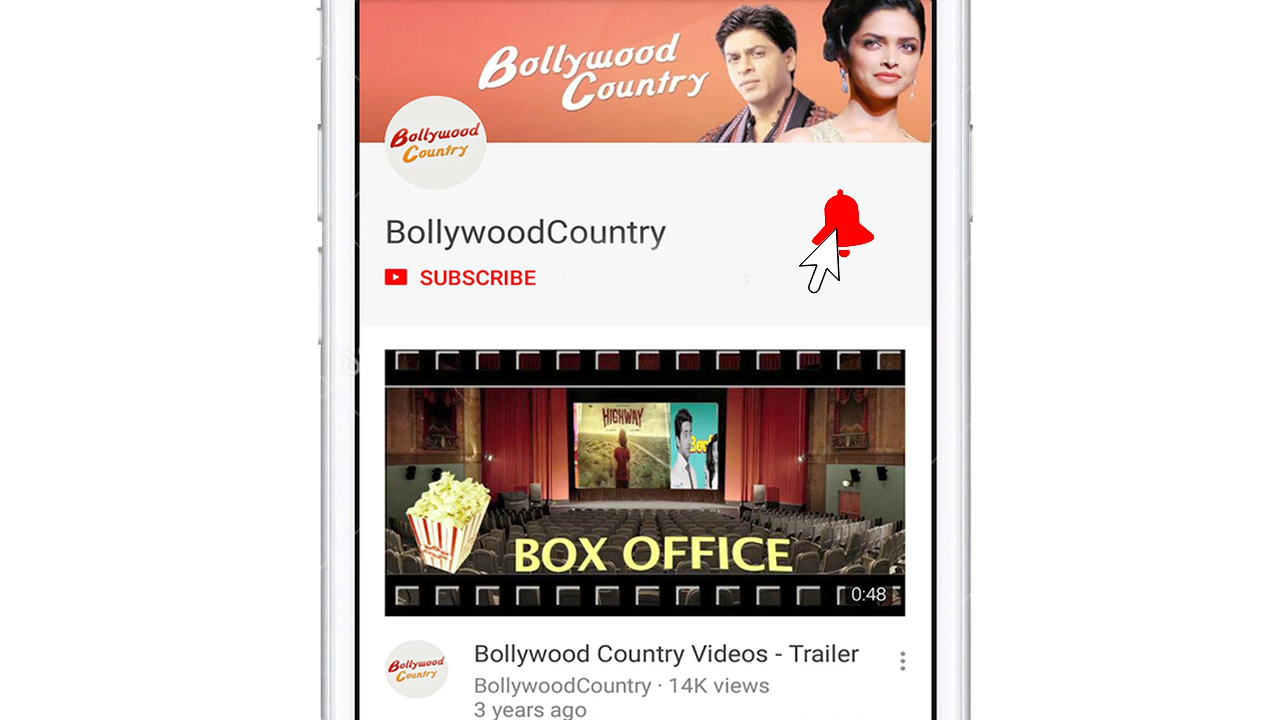 Bollywood
Country
Bollywood
Country
BollywoodCountry
SUBSCRIBE
HIGHWAY
BOX OFFICE
0:48
Bollywood Country Videos - Trailer
Bollywood
Country
BollywoodCountry · 14K views
3 years ago